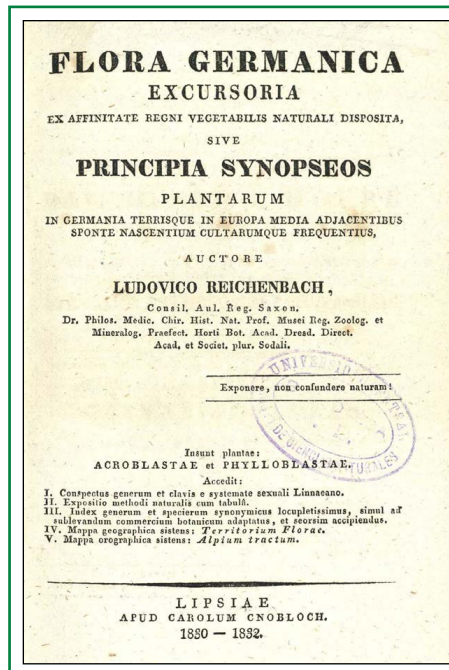 FLORA GERMANICA
EXCURSORIA
EX AFFINITATE REGNI VEGETABILIS NATURALI DISPOSITA,
SIVE
PRINCIPIA SYNOPSEOS
PLANTARUM
IN GERMANIA TERRISQUE IN EUROPA MEDIA ADJACENTIBUS
SPONTE NASCENTIUM CULTARUMQUE FREQUENTIUS,
AUCTORE
LUDOVICO REICHENBACH,
Consil. Aul. Reg. Saxon.
Dr. Philos. Medic. Chir. Hist. Nat. Prof. Musei Reg. Zoolog. et
Mineralog. Praefect. Horti Bot. Acad. Dresd. Direct.
Acad. et Societ. plur. Sodali.
Exponere, non confundere naturam!
Insunt plantae:
ACROBLASTAE et PHYLLOBLASTAE.
Accedit:
I. Conspectus generum et clavis e systemate sexuali Linnaeano.
II. Expositio methodi naturalis cum tabulâ.
III. Index generum et specierum synonymicus locupletissimus, simul ad
sublevandum commercium botanicum adaptatus, et seorsim accipiendus.
IV. Mappa geographica sistens: Territorium Florae.
V. Mappa orographica sistens: Alpium tractum.
LIPSIAE
APUD CAROLUM CNOBLOCH.
1830 — 1832.